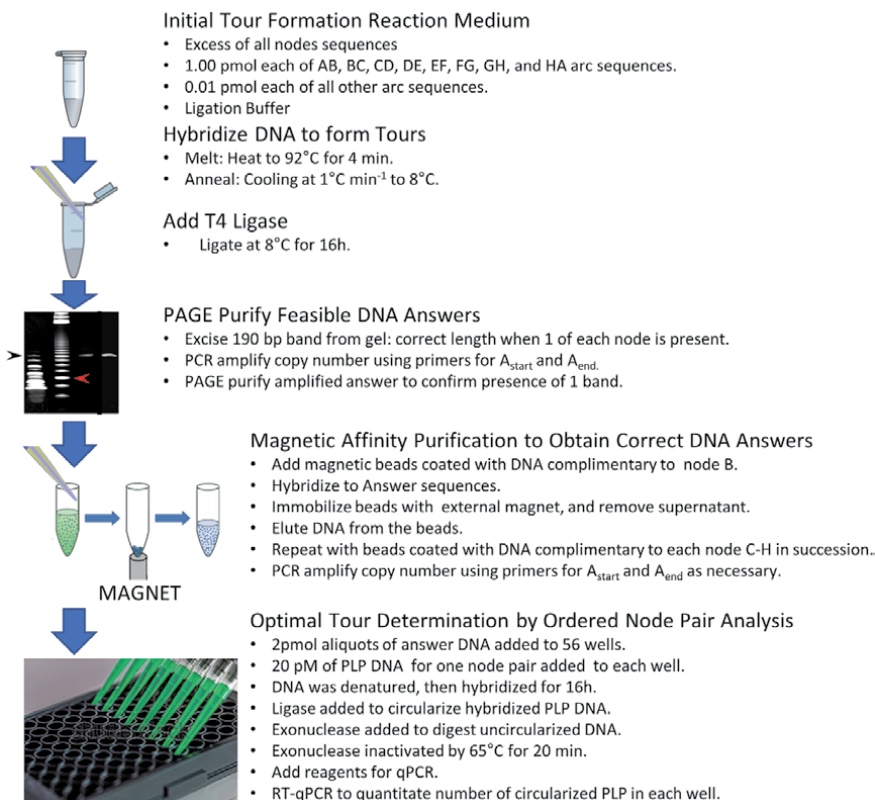 Initial Tour Formation Reaction Medium
• Excess of all nodes sequences
• 1.00 pmol each of AB, BC, CD, DE, EF, FG, GH, and HA arc sequences.
• 0.01 pmol each of all other arc sequences.
• Ligation Buffer
Hybridize DNA to form Tours
• Melt: Heat to 92°C for 4 min.
• Anneal: Cooling at 1°C min-1 to 8°C.
Add T4 Ligase
• Ligate at 8°C for 16h.
PAGE Purify Feasible DNA Answers
• Excise 190 bp band from gel: correct length when 1 of each node is present.
• PCR amplify copy number using primers for Astart and Aend.
• PAGE purify amplified answer to confirm presence of 1 band.
Magnetic Affinity Purification to Obtain Correct DNA Answers
• Add magnetic beads coated with DNA complimentary to node B.
• Hybridize to Answer sequences.
• Immobilize beads with external magnet, and remove supernatant.
• Elute DNA from the beads.
• Repeat with beads coated with DNA complimentary to each node C-H in succession..
• PCR amplify copy number using primers for Astart and Aend as necessary.
MAGNET
Optimal Tour Determination by Ordered Node Pair Analysis
• 2pmol aliquots of answer DNA added to 56 wells.
• 20 pM of PLP DNA for one node pair added to each well.
• DNA was denatured, then hybridized for 16h.
• Ligase added to circularize hybridized PLP DNA.
• Exonuclease added to digest uncircularized DNA.
• Exonuclease inactivated by 65°C for 20 min.
• Add reagents for qPCR.
• RT-qPCR to quantitate number of circularized PLP in each well.